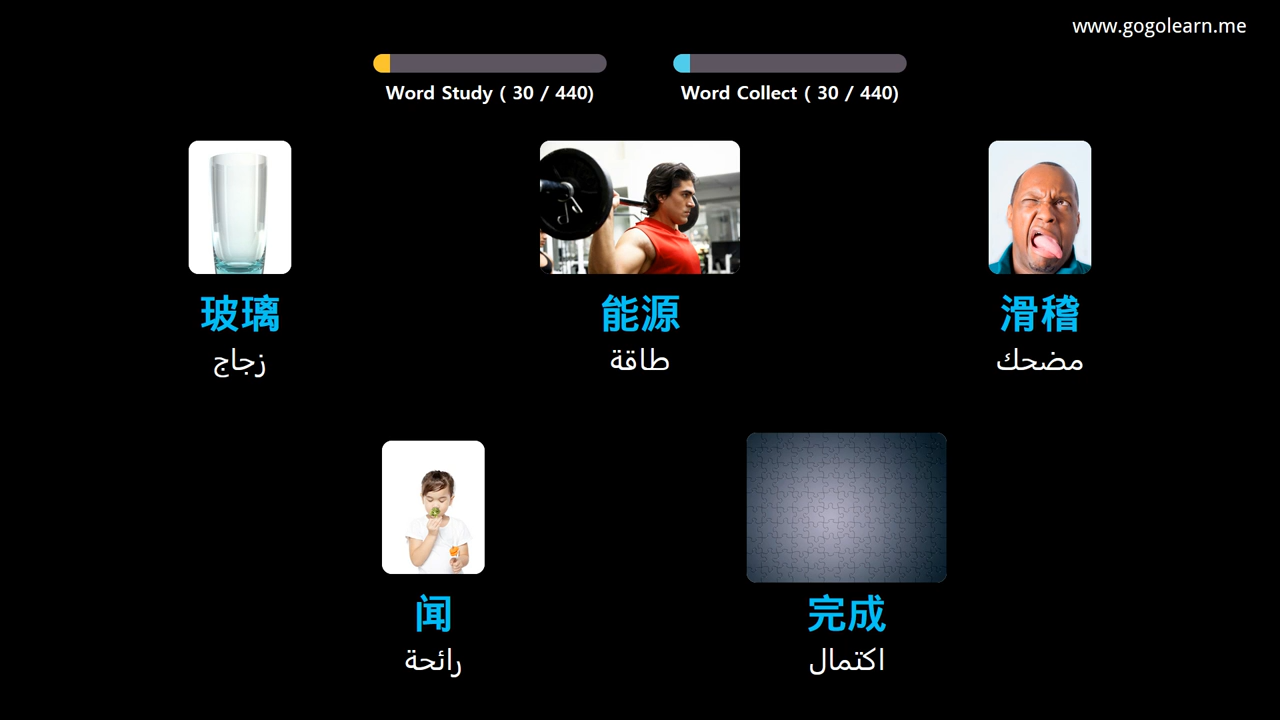 www.gogolearn.me
Word Study ( 30 / 440)
Word Collect ( 30 / 440)
玻璃
زجاج
能源
طاقة
滑稽
مضحك
闻
رائحة
完成
اكتمال